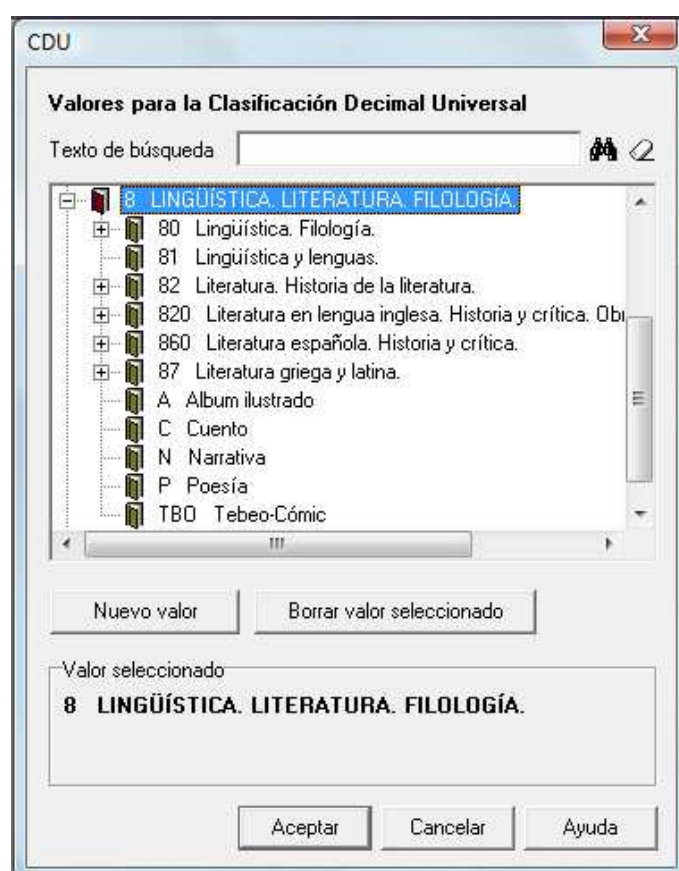 CDU
Valores para la Clasificación Decimal Universal
Texto de búsqueda
8 LINGÜÍSTICA. LITERATURA. FILOLOGÍA.
80 Lingüística. Filología.
81 Lingüística y lenguas.
82 Literatura. Historia de la literatura.
820 Literatura en lengua inglesa. Historia y crítica.
860 Literatura española. Historia y crítica.
87 Literatura griega y latina.
A Album ilustrado
C Cuento
N Narrativa
P Poesía
TBO Tebeo-Cómic
Nuevo valor Borrar valor seleccionado
Valor seleccionado
8 LINGÜÍSTICA. LITERATURA. FILOLOGÍA.
Aceptar Cancelar Ayuda